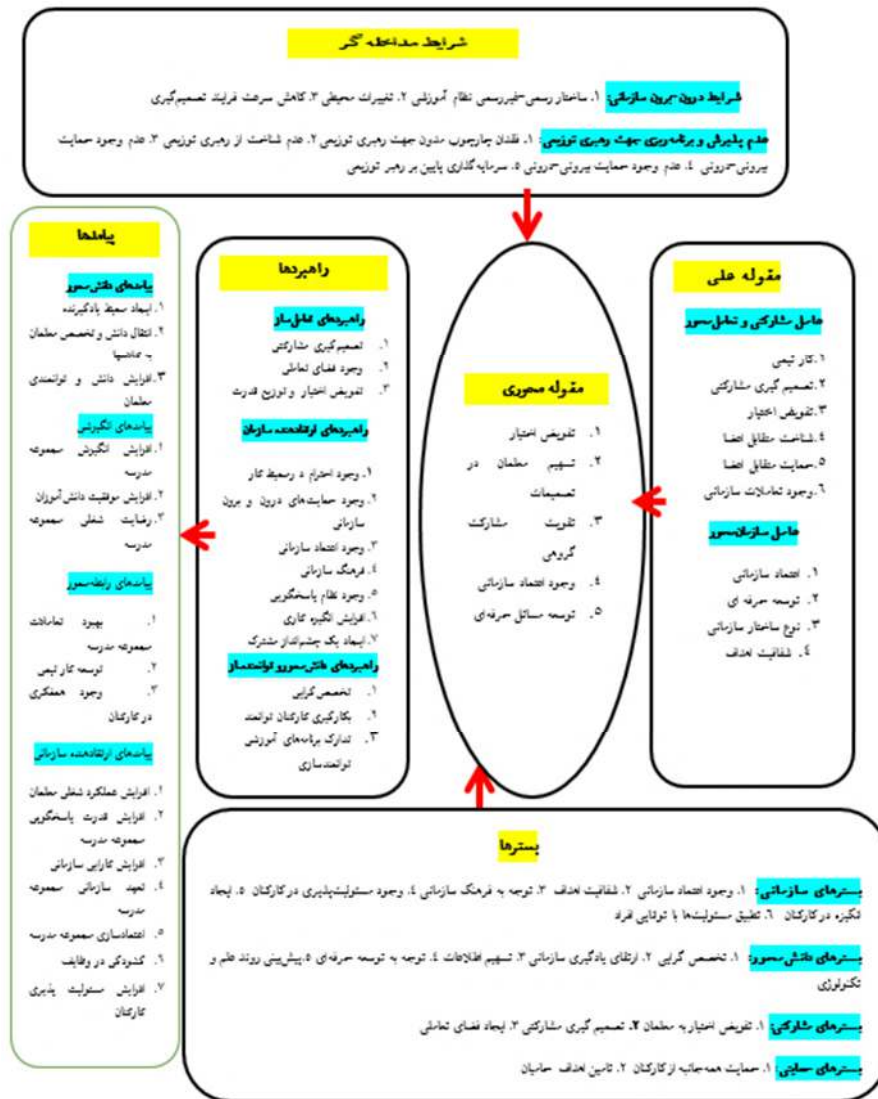 شرایط مداخله گر
شرایط درون-برون سازمانی: ۱. ساختار رسمی-غیررسمی نظام آموزشی ۲. تغییرات محیطی ۳. کاهش سرعت فرایند تصمیم‌گیری
عدم پذیرش و برنامه‌ریزی جهت رهبری توزیعی: ۱. فقدان چارچوب مدون جهت رهبری توزیعی ۲. عدم شناخت از رهبری توزیعی ۳. عدم وجود حمایت
بیرونی-درونی ۴. عدم وجود حمایت بیرونی-درونی ۵. سرمایه‌گذاری پایین بر رهبر توزیعی
مقوله علی
عامل مشارکتی و تعامل‌محور
۱. کار تیمی
۲. تصمیم گیری مشارکتی
۳. تفویض اختیار
۴. شناخت متقابل اعضا
۵. حمایت متقابل اعضا
۶. وجود تعاملات سازمانی
عامل سازمان‌محور
۱. اعتماد سازمانی
۲. توسعه حرفه ای
۳. نوع ساختار سازمانی
۴. شفافیت اهداف
مقوله محوری
۱. تفویض اختیار
۲. تسهیم معلمان در
تصمیمات
۳. تقویت مشارکت
گروهی
۴. وجود اعتماد سازمانی
۵. توسعه مسائل حرفه‌ای
راهبردها
راهبردهای تعامل‌ساز
۱. تصمیم‌گیری مشارکتی
۲. وجود فضای تعاملی
۳. تفویض اختیار و توزیع قدرت
راهبردهای ارتقادهنده سازمان
۱. وجود احترام د رمحیط کار
۲. وجود حمایت‌های درون و برون
سازمانی
۳. وجود اعتماد سازمانی
۴. فرهنگ سازمانی
۵. وجود نظام پاسخگویی
۶. افزایش انگیزه کاری
۷. ایجاد یک چشم‌انداز مشترک
راهبردهای دانش‌محورو توانمندساز
۱. تخصص گرایی
۲. بکارگیری کارکنان توانمند
۳. تدارک برنامه‌های آموزشی
توانمندسازی
پیامدها
پیامدهای دانش‌محور
۱. ایجاد محیط یادگیرنده
۲. انتقال دانش و تخصص معلمان
به
۳. افزایش دانش و توانمندی
معلمان
پیامدهای انگیزشی
۱. افزایش انگیزش مجموعه
مدرسه
۲. افزایش موفقیت دانش‌آموزان
۳. رضایت شغلی مجموعه
مدرسه
پیامدهای رابطه‌محور
۱. بهبود تعاملات
مجموعه مدرسه
۲. توسعه کار تیمی
۳. وجود همفکری
در کارکنان
پیامدهای ارتقادهنده سازمانی
۱. افزایش عملکرد شغلی معلمان
۲. افزایش قدرت پاسخگویی
مجموعه مدرسه
۳. افزایش کارایی سازمانی
۴. تعهد سازمانی مجموعه
مدرسه
۵. اعتمادسازی مجموعه مدرسه
۶. گشودگی در وظایف
۷. افزایش مسئولیت پذیری
کارکنان
بسترها
بسترهای سازمانی: ۱. وجود اعتماد سازمانی ۲. شفافیت اهداف ۳. توجه به فرهنگ سازمانی ۴. وجود مسئولیت‌پذیری در کارکنان ۵. ایجاد
انگیزه در کارکنان ۶. تطبیق مسئولیت‌ها با توانایی افراد
بسترهای دانش محور: ۱. تخصص گرایی ۲. ارتقای یادگیری سازمانی ۳. تسهیم اطلاعات ۴. توجه به توسعه حرفه‌ای ۵. پیش‌بینی روند علم و
تکنولوژی
بسترهای مشارکتی: ۱. تفویض اختیار به معلمان ۲. تصمیم گیری مشارکتی ۳. ایجاد فضای تعاملی
بسترهای حمایتی: ۱. حمایت همه‌جانبه از کارکنان ۲. تامین اهداف حامیان